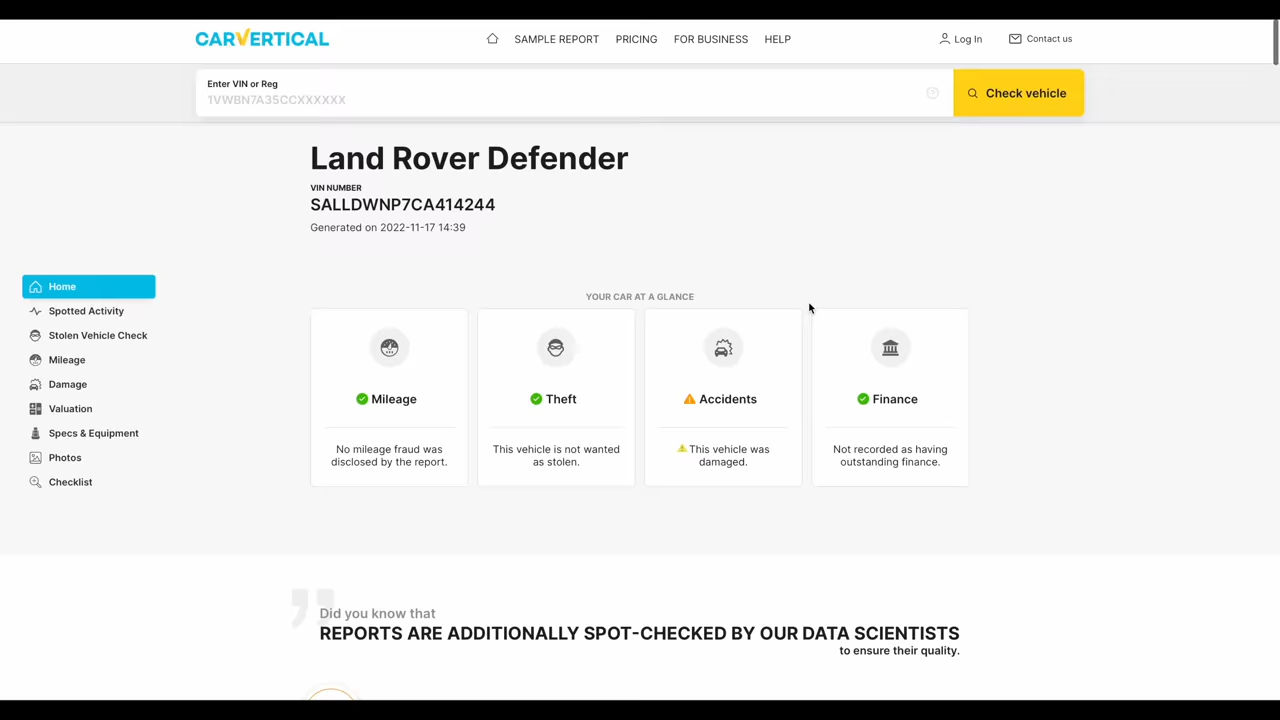 CARVERTICAL
SAMPLE REPORT
PRICING
FOR BUSINESS
HELP
Log In
Contact us
Enter VIN or Reg
1VWBN7A35CCXXXXXX
Check vehicle
Land Rover Defender
VIN NUMBER
SALLDWNP7CA414244
Generated on 2022-11-17 14:39
Home
Spotted Activity
Stolen Vehicle Check
Mileage
Damage
Valuation
Specs & Equipment
Photos
Checklist
YOUR CAR AT A GLANCE
Mileage
No mileage fraud was
disclosed by the report.
Theft
This vehicle is not wanted
as stolen.
Accidents
This vehicle was
damaged.
Finance
Not recorded as having
outstanding finance.
Did you know that
REPORTS ARE ADDITIONALLY SPOT-CHECKED BY OUR DATA SCIENTISTS
to ensure their quality.